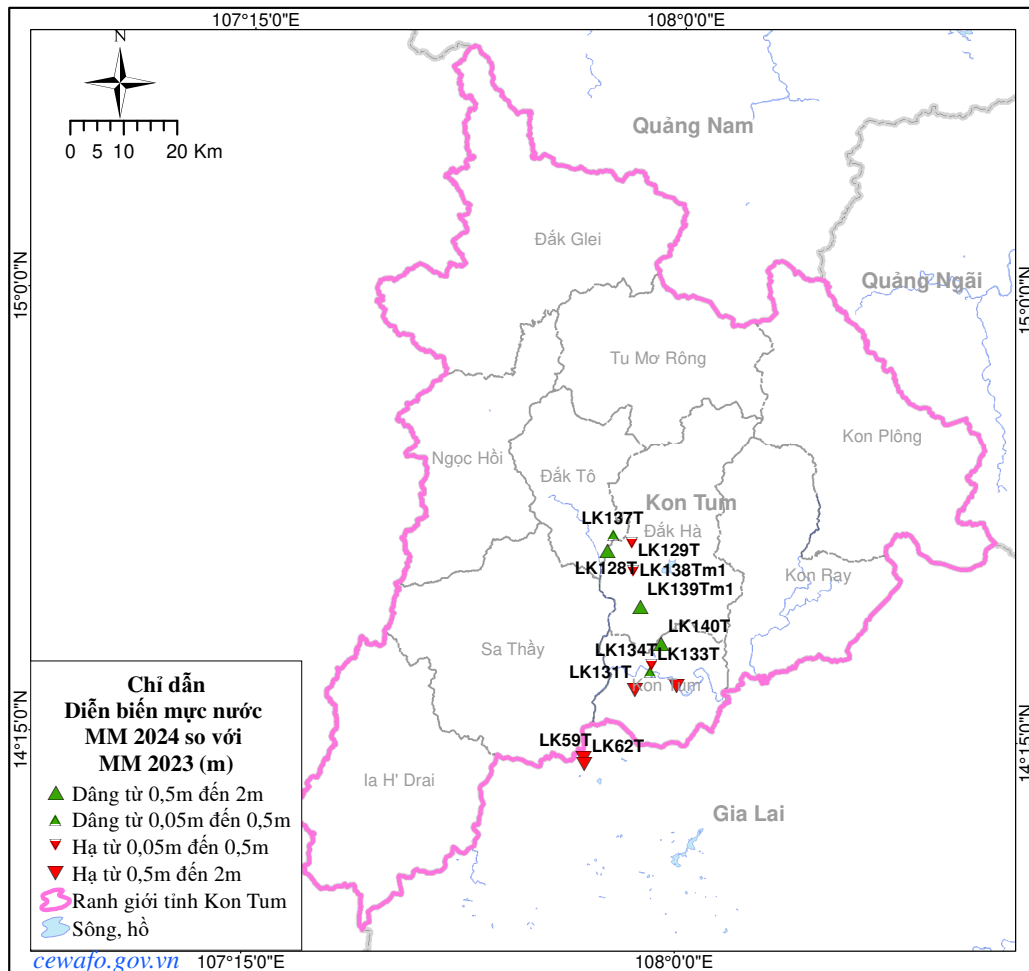 107°15'0"E
108°0'0"E
N
0 5 10 20 Km
Quảng Nam
Đắk Glei
Quảng Ngãi
15°0'0"N
15°0'0"N
Tu Mơ Rông
Kon Plông
Ngọc Hồi
Đắk Tô
Kon Tum
LK137T
Đắk Hà
LK129T
LK128T
LK138Tm1
Kon Ray
LK139Tm1
LK140T
Sa Thầy
LK134T
LK133T
LK131T
Kon Tum
14°15'0"N
14°15'0"N
LK59T
LK62T
Ia H' Drai
Gia Lai
Chỉ dẫn
Diễn biến mực nước
MM 2024 so với
MM 2023 (m)
Dâng từ 0,5m đến 2m
Dâng từ 0,05m đến 0,5m
Hạ từ 0,05m đến 0,5m
Hạ từ 0,5m đến 2m
Ranh giới tỉnh Kon Tum
Sông, hồ
cewafo.gov.vn
107°15'0"E
108°0'0"E